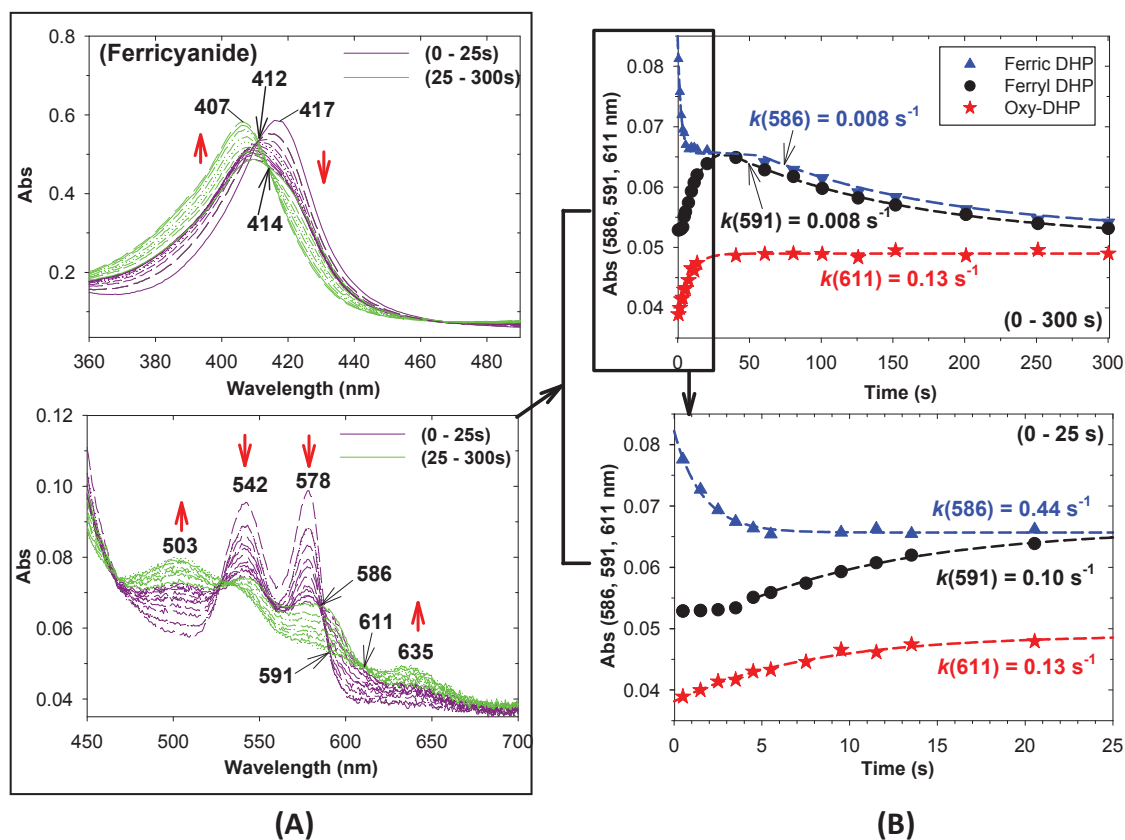 (Ferricyanide)
(0 - 25s)
(25 - 300s)
407
412
417
414
0.8
0.6
0.4
0.2
Abs
360 380 400 420 440 460 480
Wavelength (nm)
(0 - 25s)
(25 - 300s)
503
542
578
586
611
591
635
0.12
0.10
0.08
0.06
0.04
Abs
450 500 550 600 650 700
Wavelength (nm)
(A)
Ferric DHP
Ferryl DHP
Oxy-DHP
k(586) = 0.008 s-1
k(591) = 0.008 s-1
k(611) = 0.13 s-1
(0 - 300 s)
0.08
0.07
0.06
0.05
0.04
Abs (586, 591, 611 nm)
0 25 50 75 100 125 150 175 200 225 250 275 300
Time (s)
(0 - 25 s)
k(586) = 0.44 s-1
k(591) = 0.10 s-1
k(611) = 0.13 s-1
0.08
0.07
0.06
0.05
0.04
Abs (586, 591, 611 nm)
0 5 10 15 20 25
Time (s)
(B)